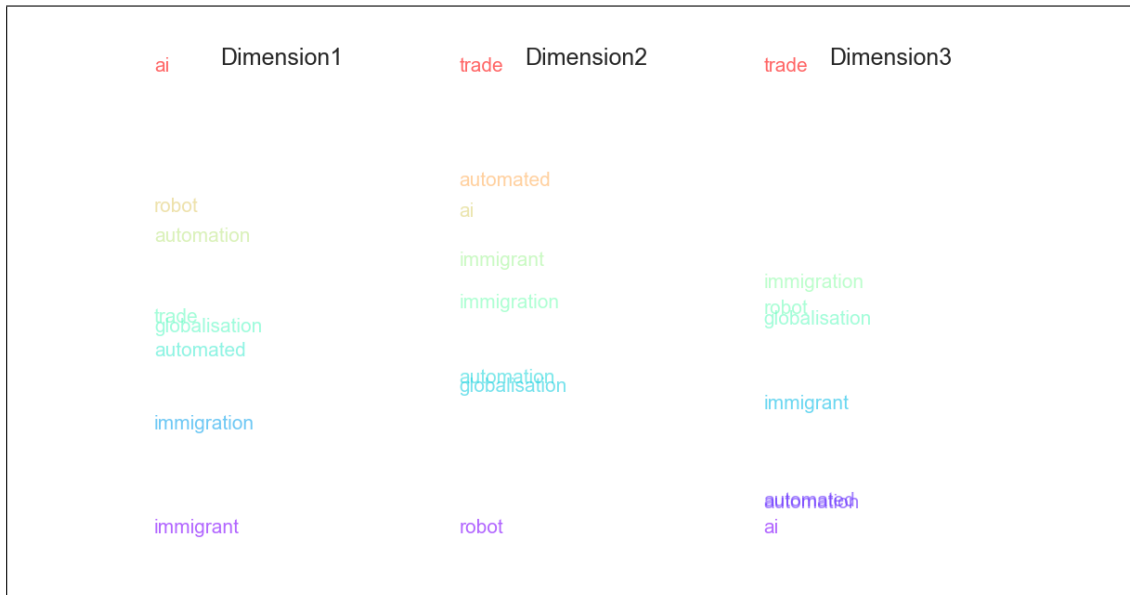 Dimension1
ai
robot
automation
trade
globalisation
automated
immigration
immigrant
Dimension2
trade
automated
ai
immigrant
immigration
automation
globalisation
robot
Dimension3
trade
immigration
robot
globalisation
immigrant
automated
automation
ai